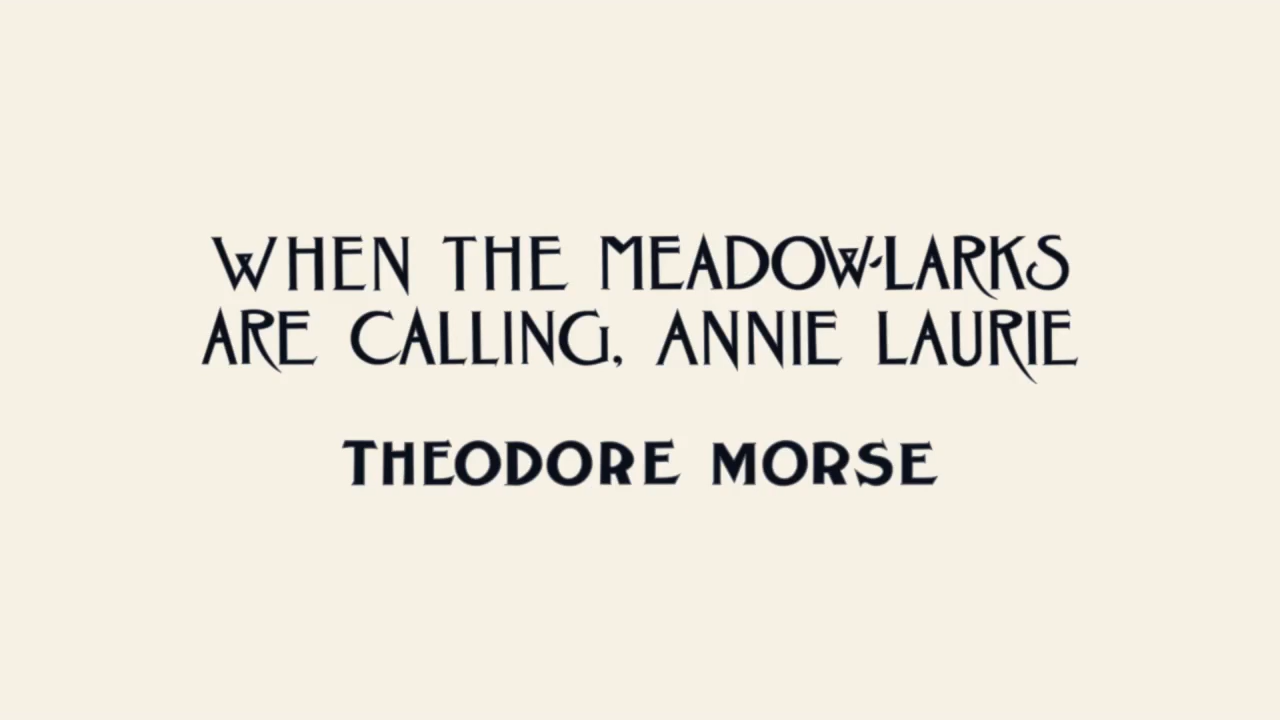 WHEN THE MEADOW-LARKS
ARE CALLING, ANNIE LAURIE
THEODORE MORSE